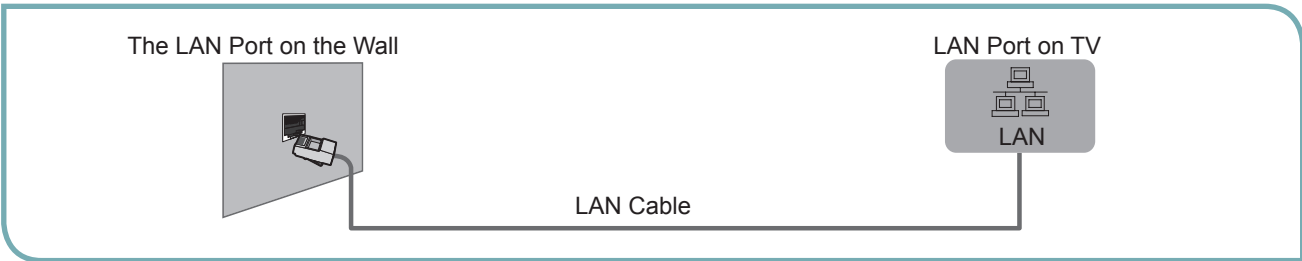 The LAN Port on the Wall
LAN Port on TV
LAN
LAN Cable